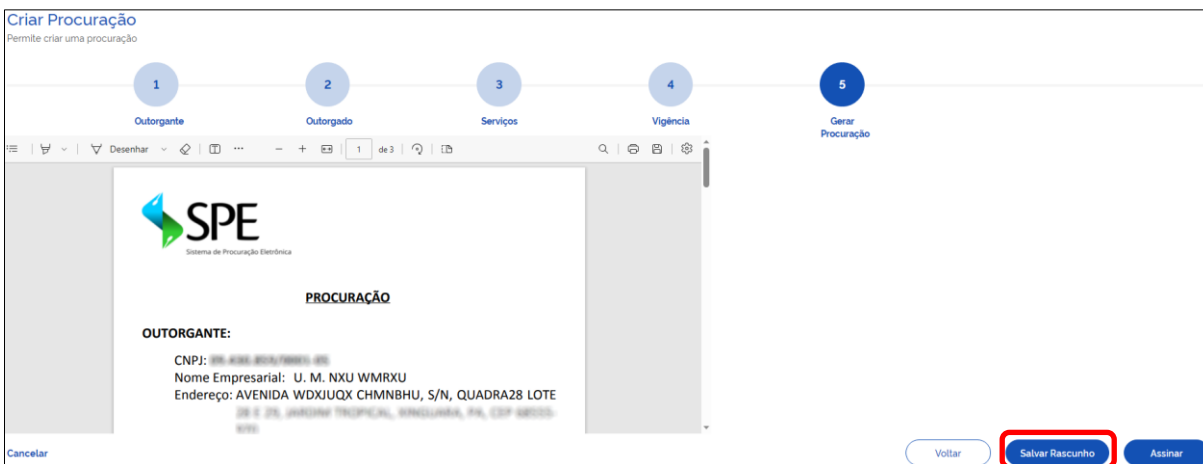 Criar Procuração
Permite criar uma procuração
1 2 3 4 5
Outorgante Outorgado Serviços Vigência Gerar
Procuração
Desenhar 1 de 3
SPE
Sistema de Procuração Eletrônica
PROCURAÇÃO
OUTORGANTE:
CNPJ:
Nome Empresarial: U. M. NXU WMRXU
Endereço: AVENIDA WDXJUQX CHMNBHU, S/N, QUADRA28 LOTE
Cancelar Voltar Salvar Rascunho Assinar